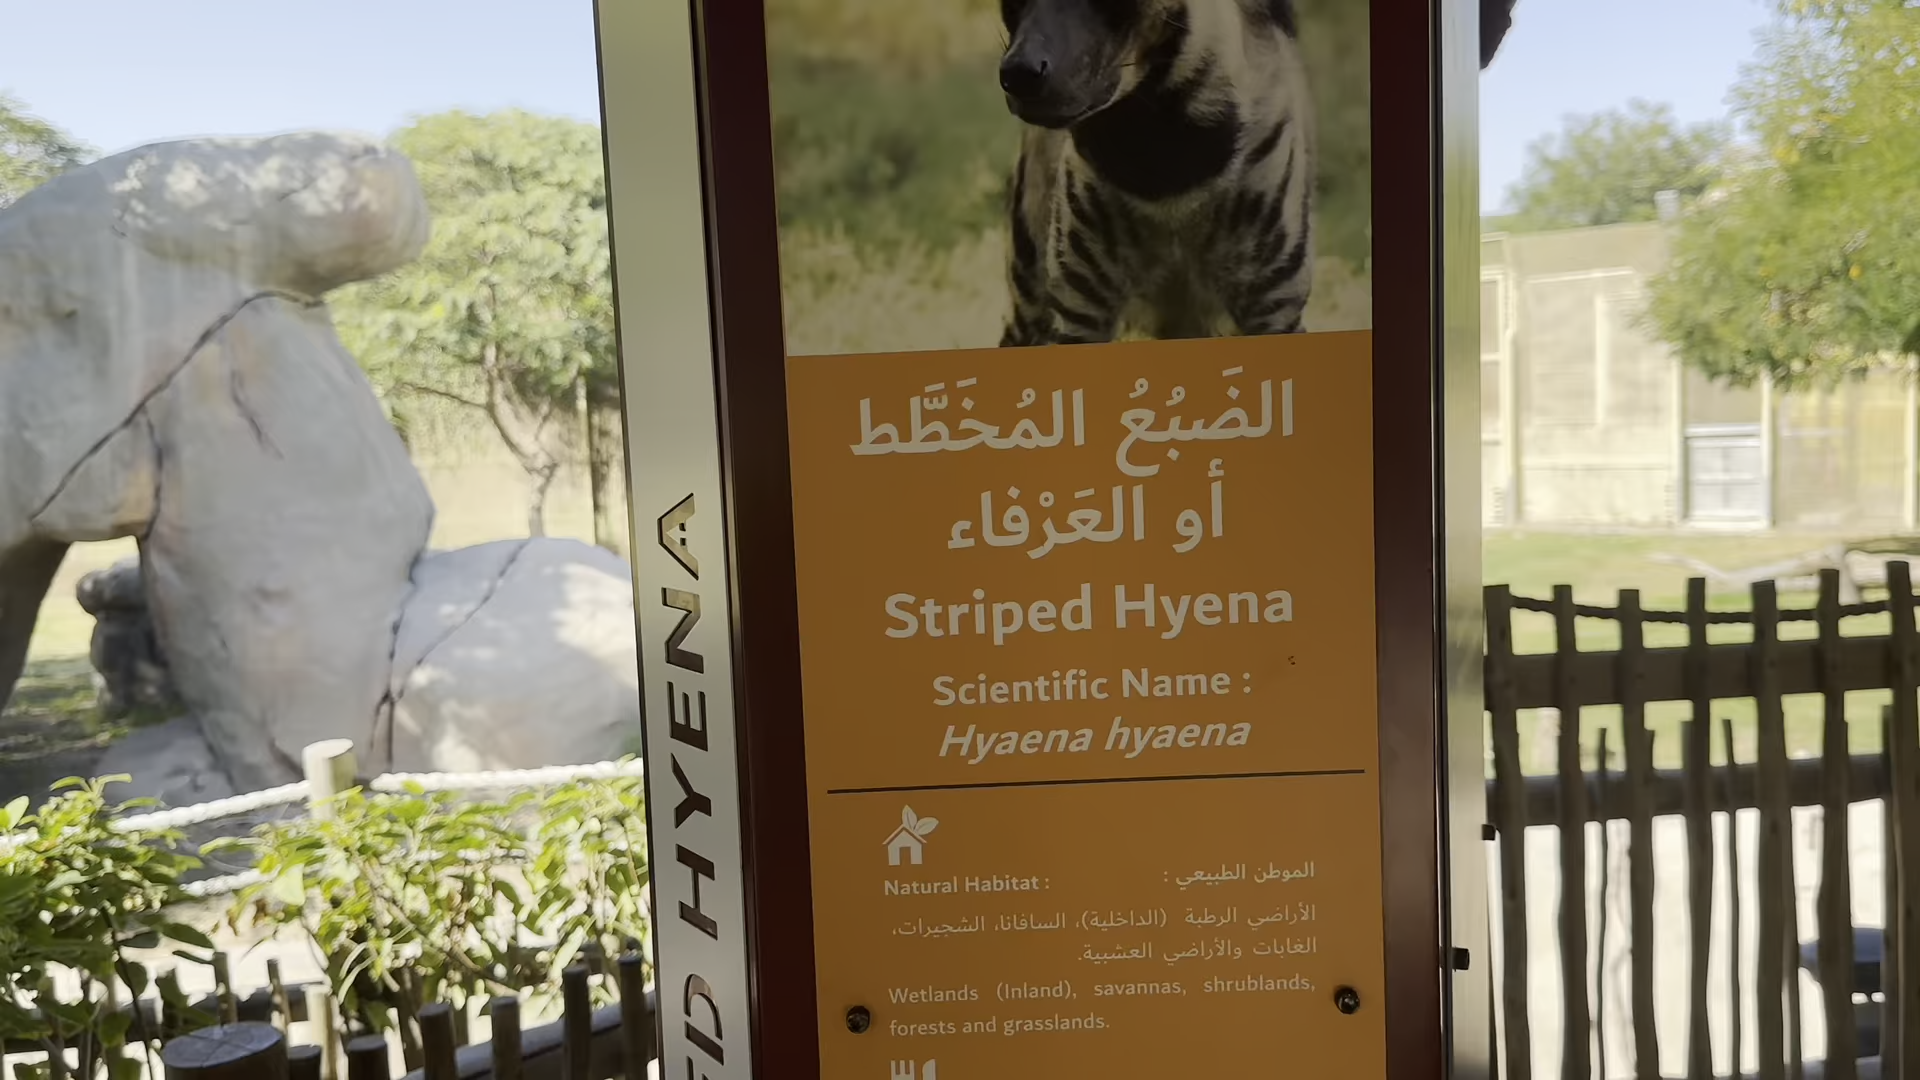 الضَبُعُ المُخَطَّط
أو العَرْفاء
Striped Hyena
Scientific Name :
Hyaena hyaena
Natural Habitat :
الموطن الطبيعي :
الأراضي الرطبة (الداخلية)، السافانا، الشجيرات،
الغابات والأراضي العشبية.
Wetlands (Inland), savannas, shrublands,
forests and grasslands.
ED HYENA